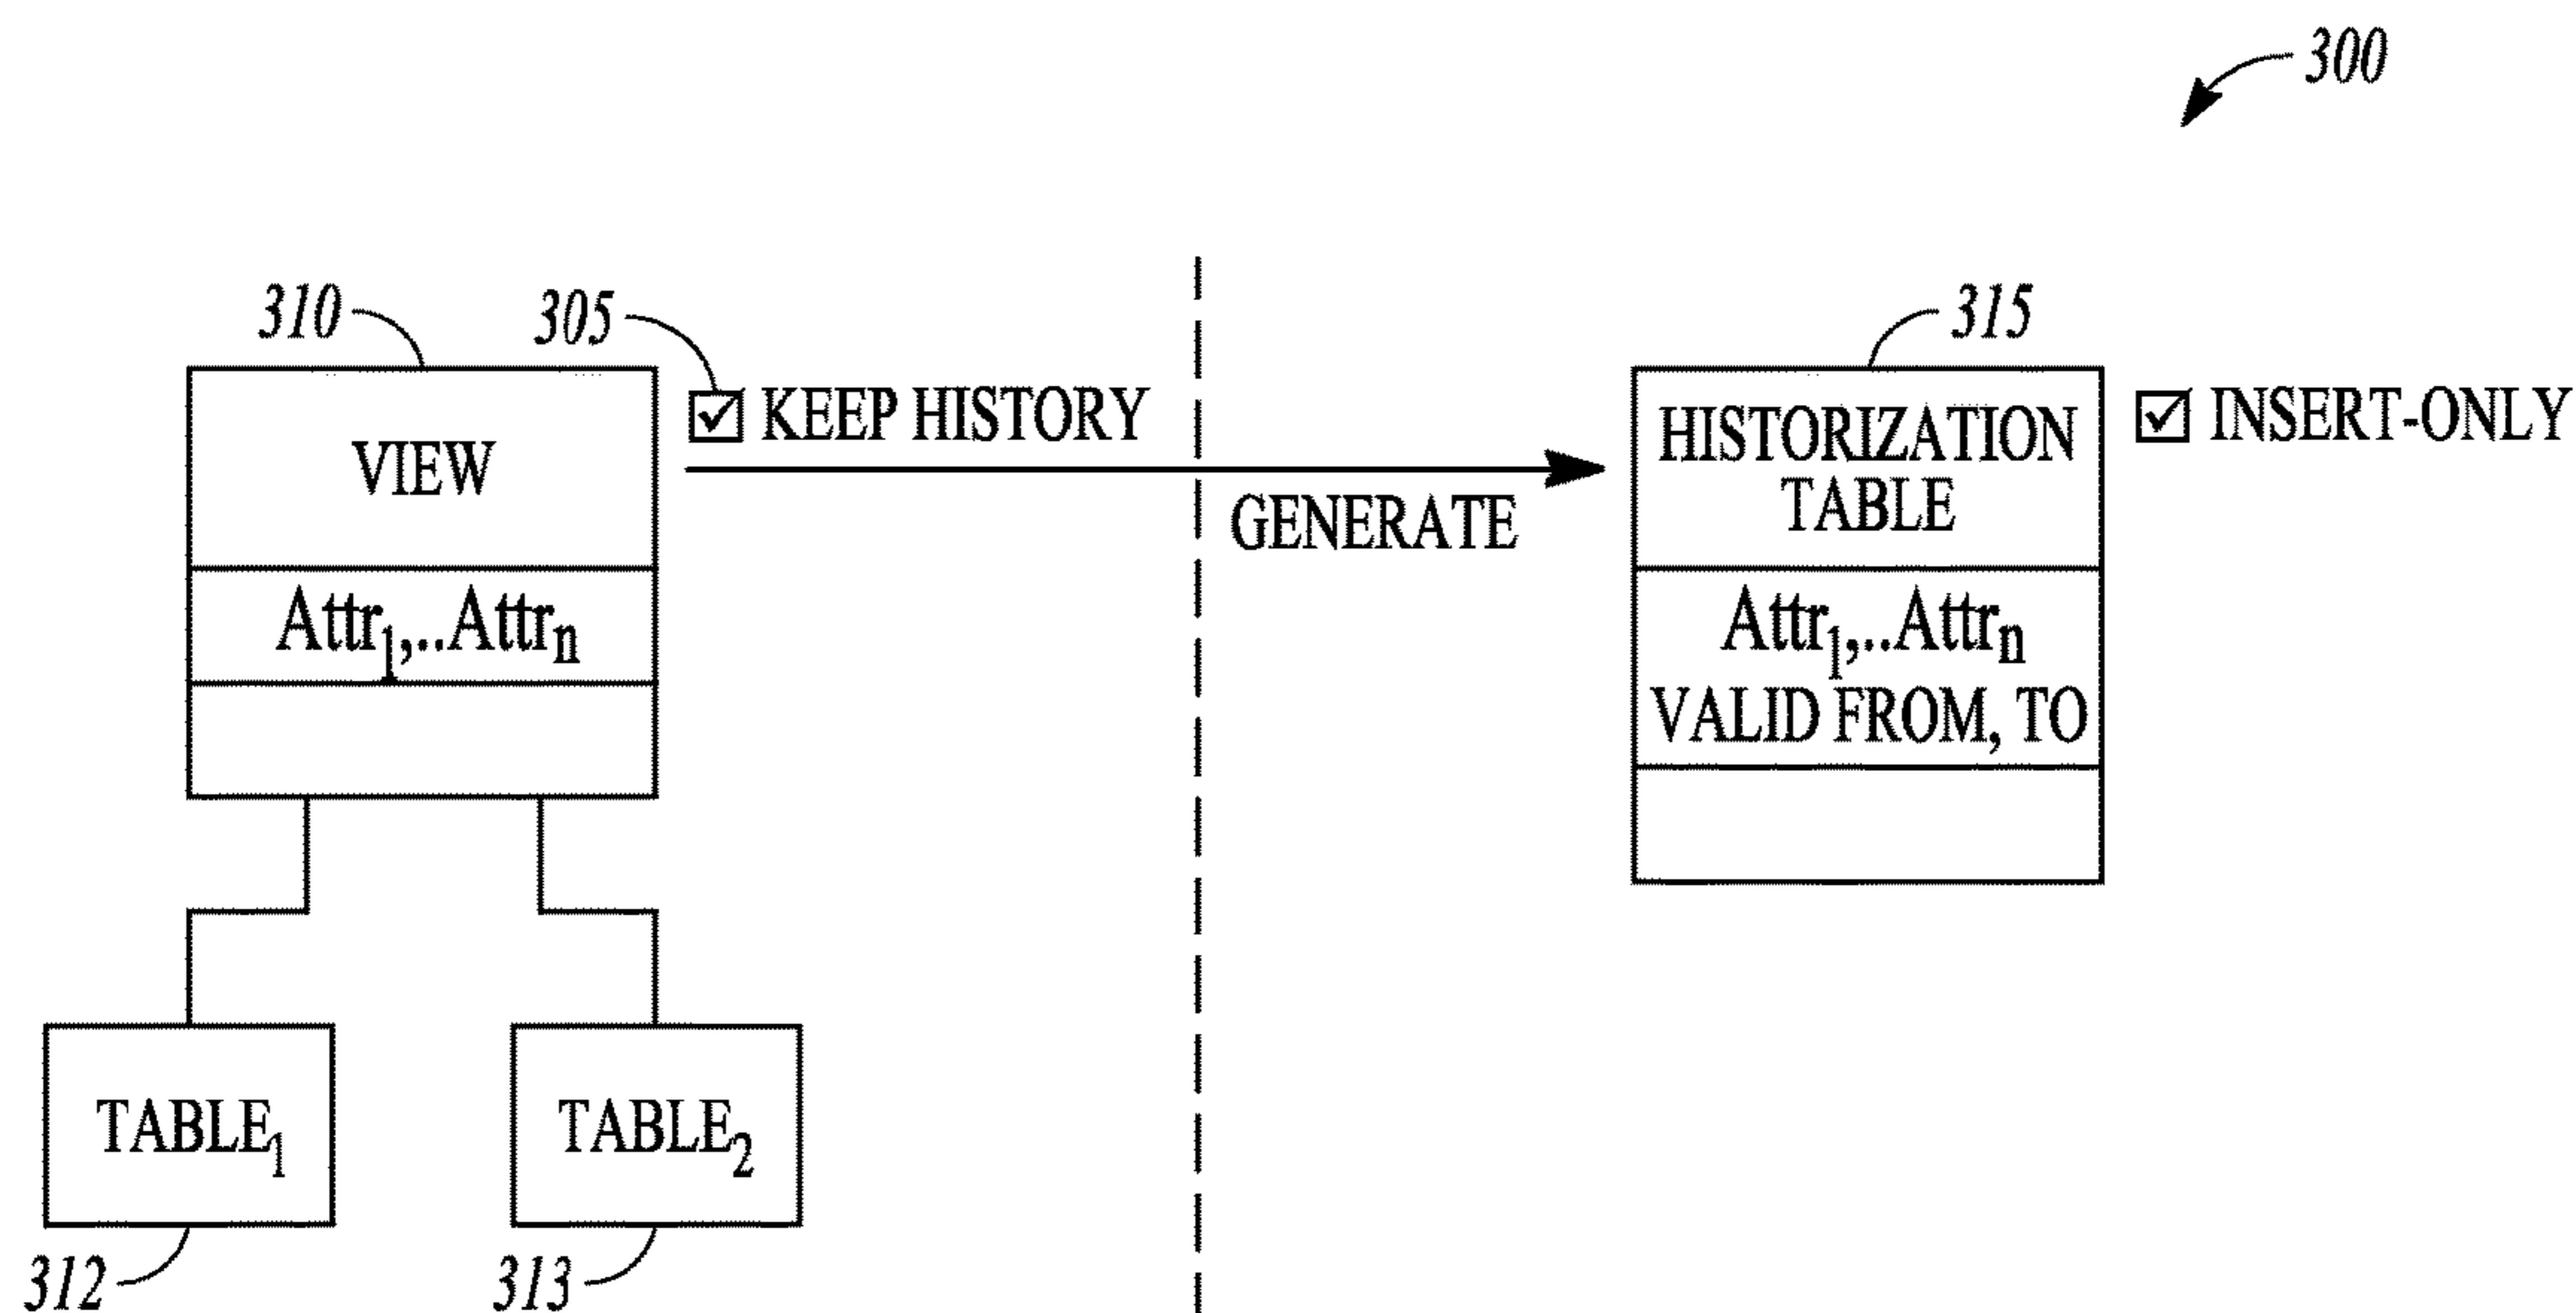 300
310
305
315
KEEP HISTORY
INSERT-ONLY
VIEW
HISTORIZATION
TABLE
GENERATE
Attr1,..Attrn
Attr1,..Attrn
VALID FROM, TO
TABLE1
TABLE2
312
313